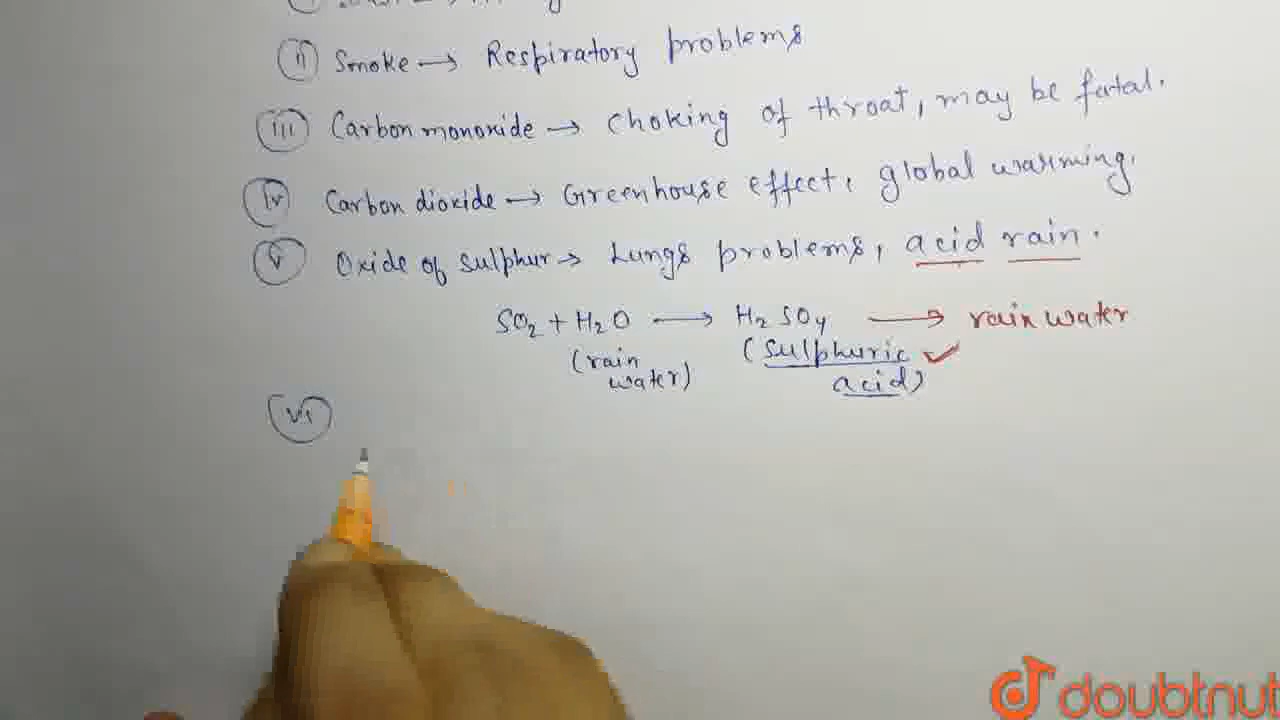 ii) Smoke → Respiratory problems
iii) Carbon monoxide → choking of throat, may be fatal.
iv Carbon dioxide → Greenhouse effect, global warming.
v Oxide of sulphur → Lungs problems, acid rain.
SO2 + H2O → H2SO4 → rain water
(rain (sulphuric ✓
water) acid)
vi
doubtnut